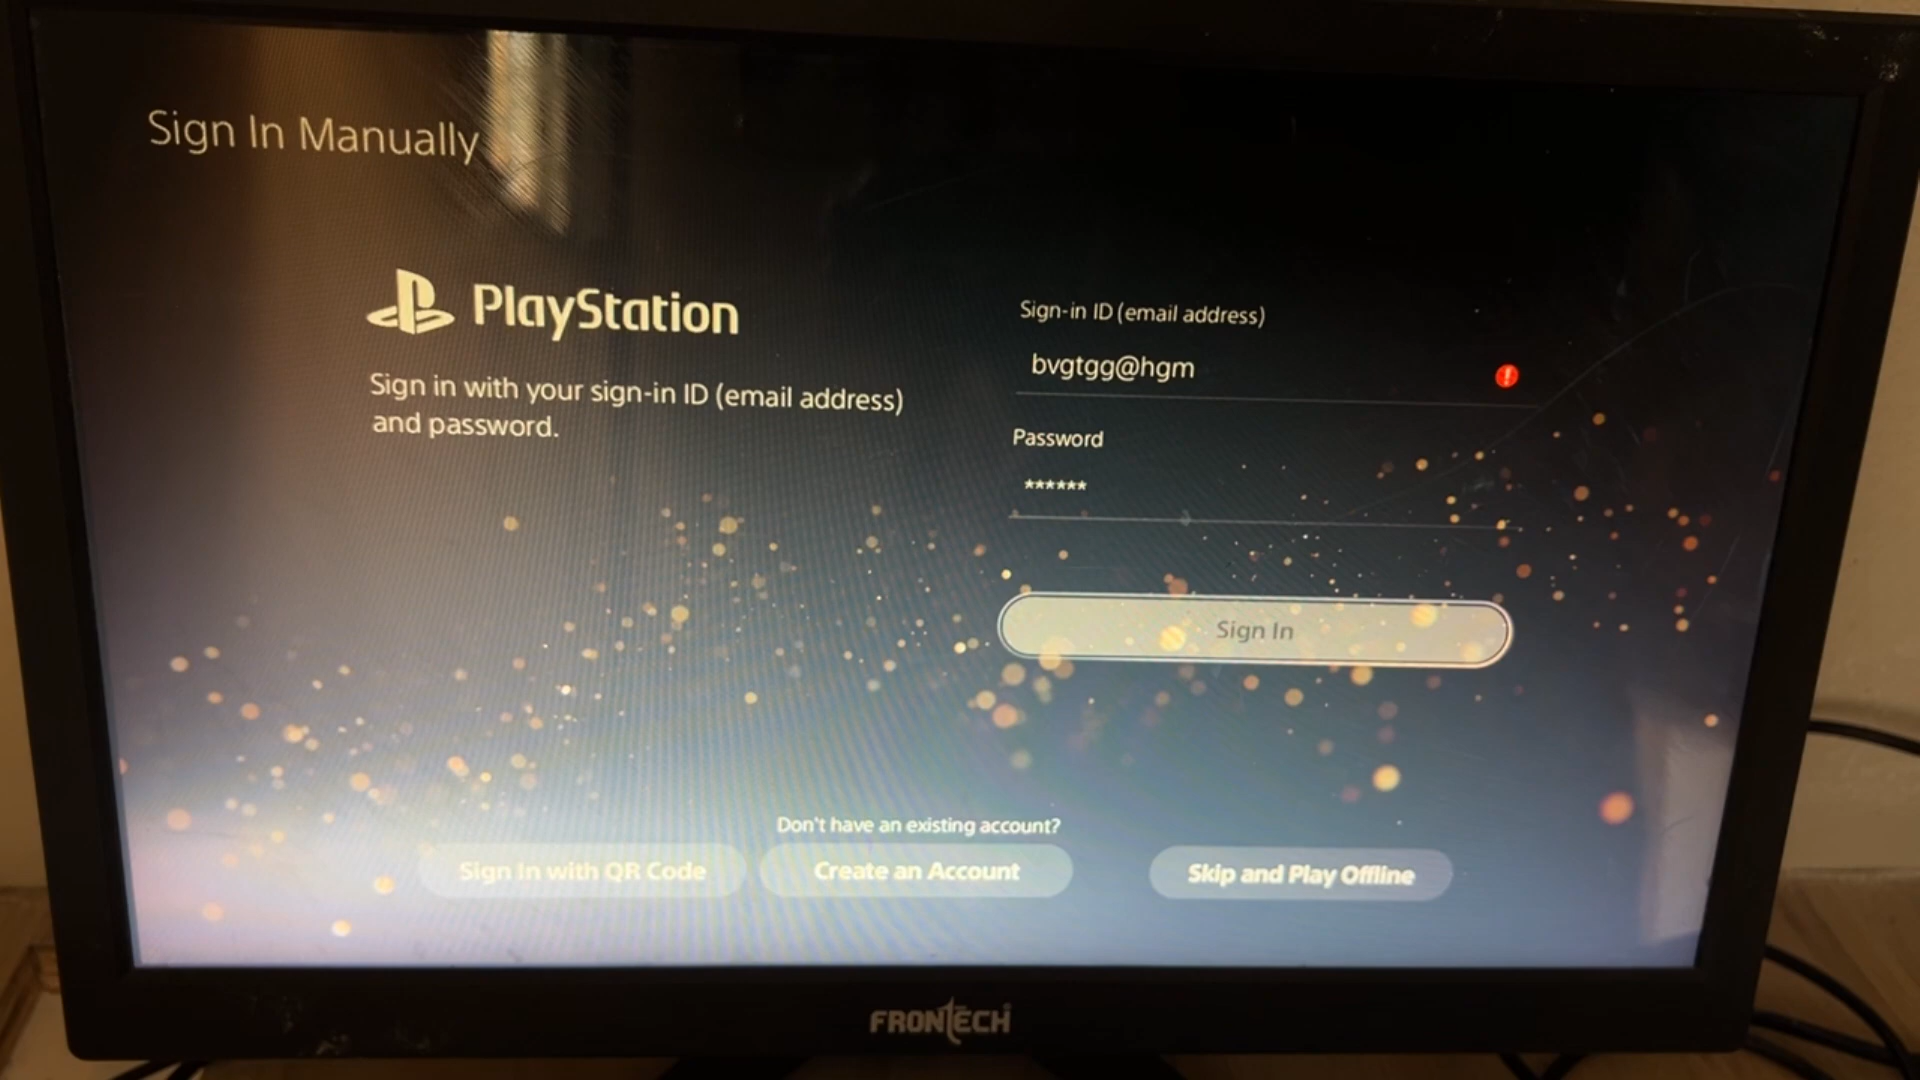 Sign In Manually
PlayStation
Sign in with your sign-in ID (email address)
and password.
Sign-in ID (email address)
bvgtgg@hgm
Password
******
Sign In
Don't have an existing account?
Sign In with QR Code
Create an Account
Skip and Play Offline
FRONTECH